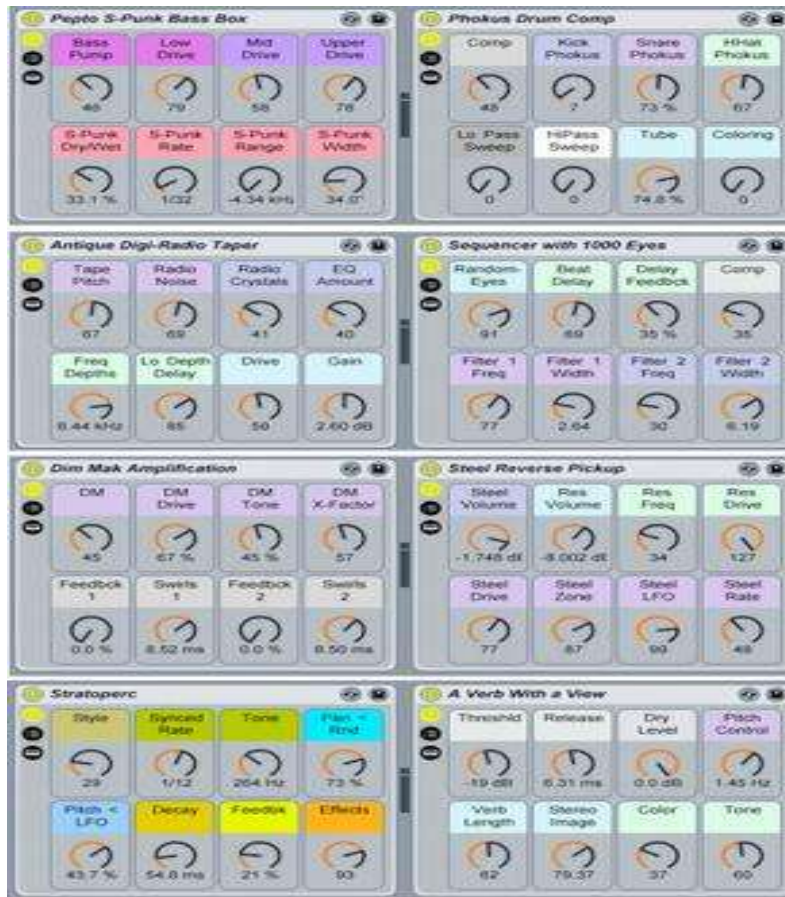 Pepto S-Punk Bass Box
Bass Pump Low Drive Mid Drive Upper Drive
46 79 58 78
S-Punk Dry/Wet S-Punk Rate S-Punk Range S-Punk Width
33.1 % 1/32 -4.34 kHz 34.0°
Phokus Drum Comp
Comp Kick Phokus Snare Phokus HHat Phokus
7 73 % 67
Lo Pass Sweep HiPass Sweep Tube Coloring
0 0 74.8 % 0
Antique Digi-Radio Taper
Tape Pitch Radio Noise Radio Crystals EQ Amount
67 69 41 40
Freq Depths Lo Depth Delay Drive Gain
6.44 kHz 85 2.60 dB
Sequencer with 1000 Eyes
Random-Eyes Beat Delay Delay Feedbck Comp
91 69 35 % 35
Filter 1 Freq Filter 1 Width Filter 2 Freq Filter 2 Width
77 2.64 30 6.19
Dim Mak Amplification
DM DM Drive DM Tone DM X-Factor
45 67 % 45 % 57
Feedbck 1 Swirls 1 Feedbck 2 Swirls 2
0.0 % 8.52 ms 0.0 % 8.50 ms
Steel Reverse Pickup
Steel Volume Res Volume Res Freq Res Drive
-1.748 dB -8.002 dB 34 127
Steel Drive Steel Zone Steel LFO Steel Rate
77 87 99 48
Stratoperc
Style Synced Rate Tone Pan < Rnd
29 1/12 264 Hz 73 %
Pitch < LFO Decay Feedbk Effects
43.7 % 54.8 ms 21 % 93
A Verb With a View
Threshld Release Dry Level Pitch Control
-19 dB 6.31 ms 0.0 dB 1.45 Hz
Verb Length Stereo Image Color Tone
62 79.37 37 60